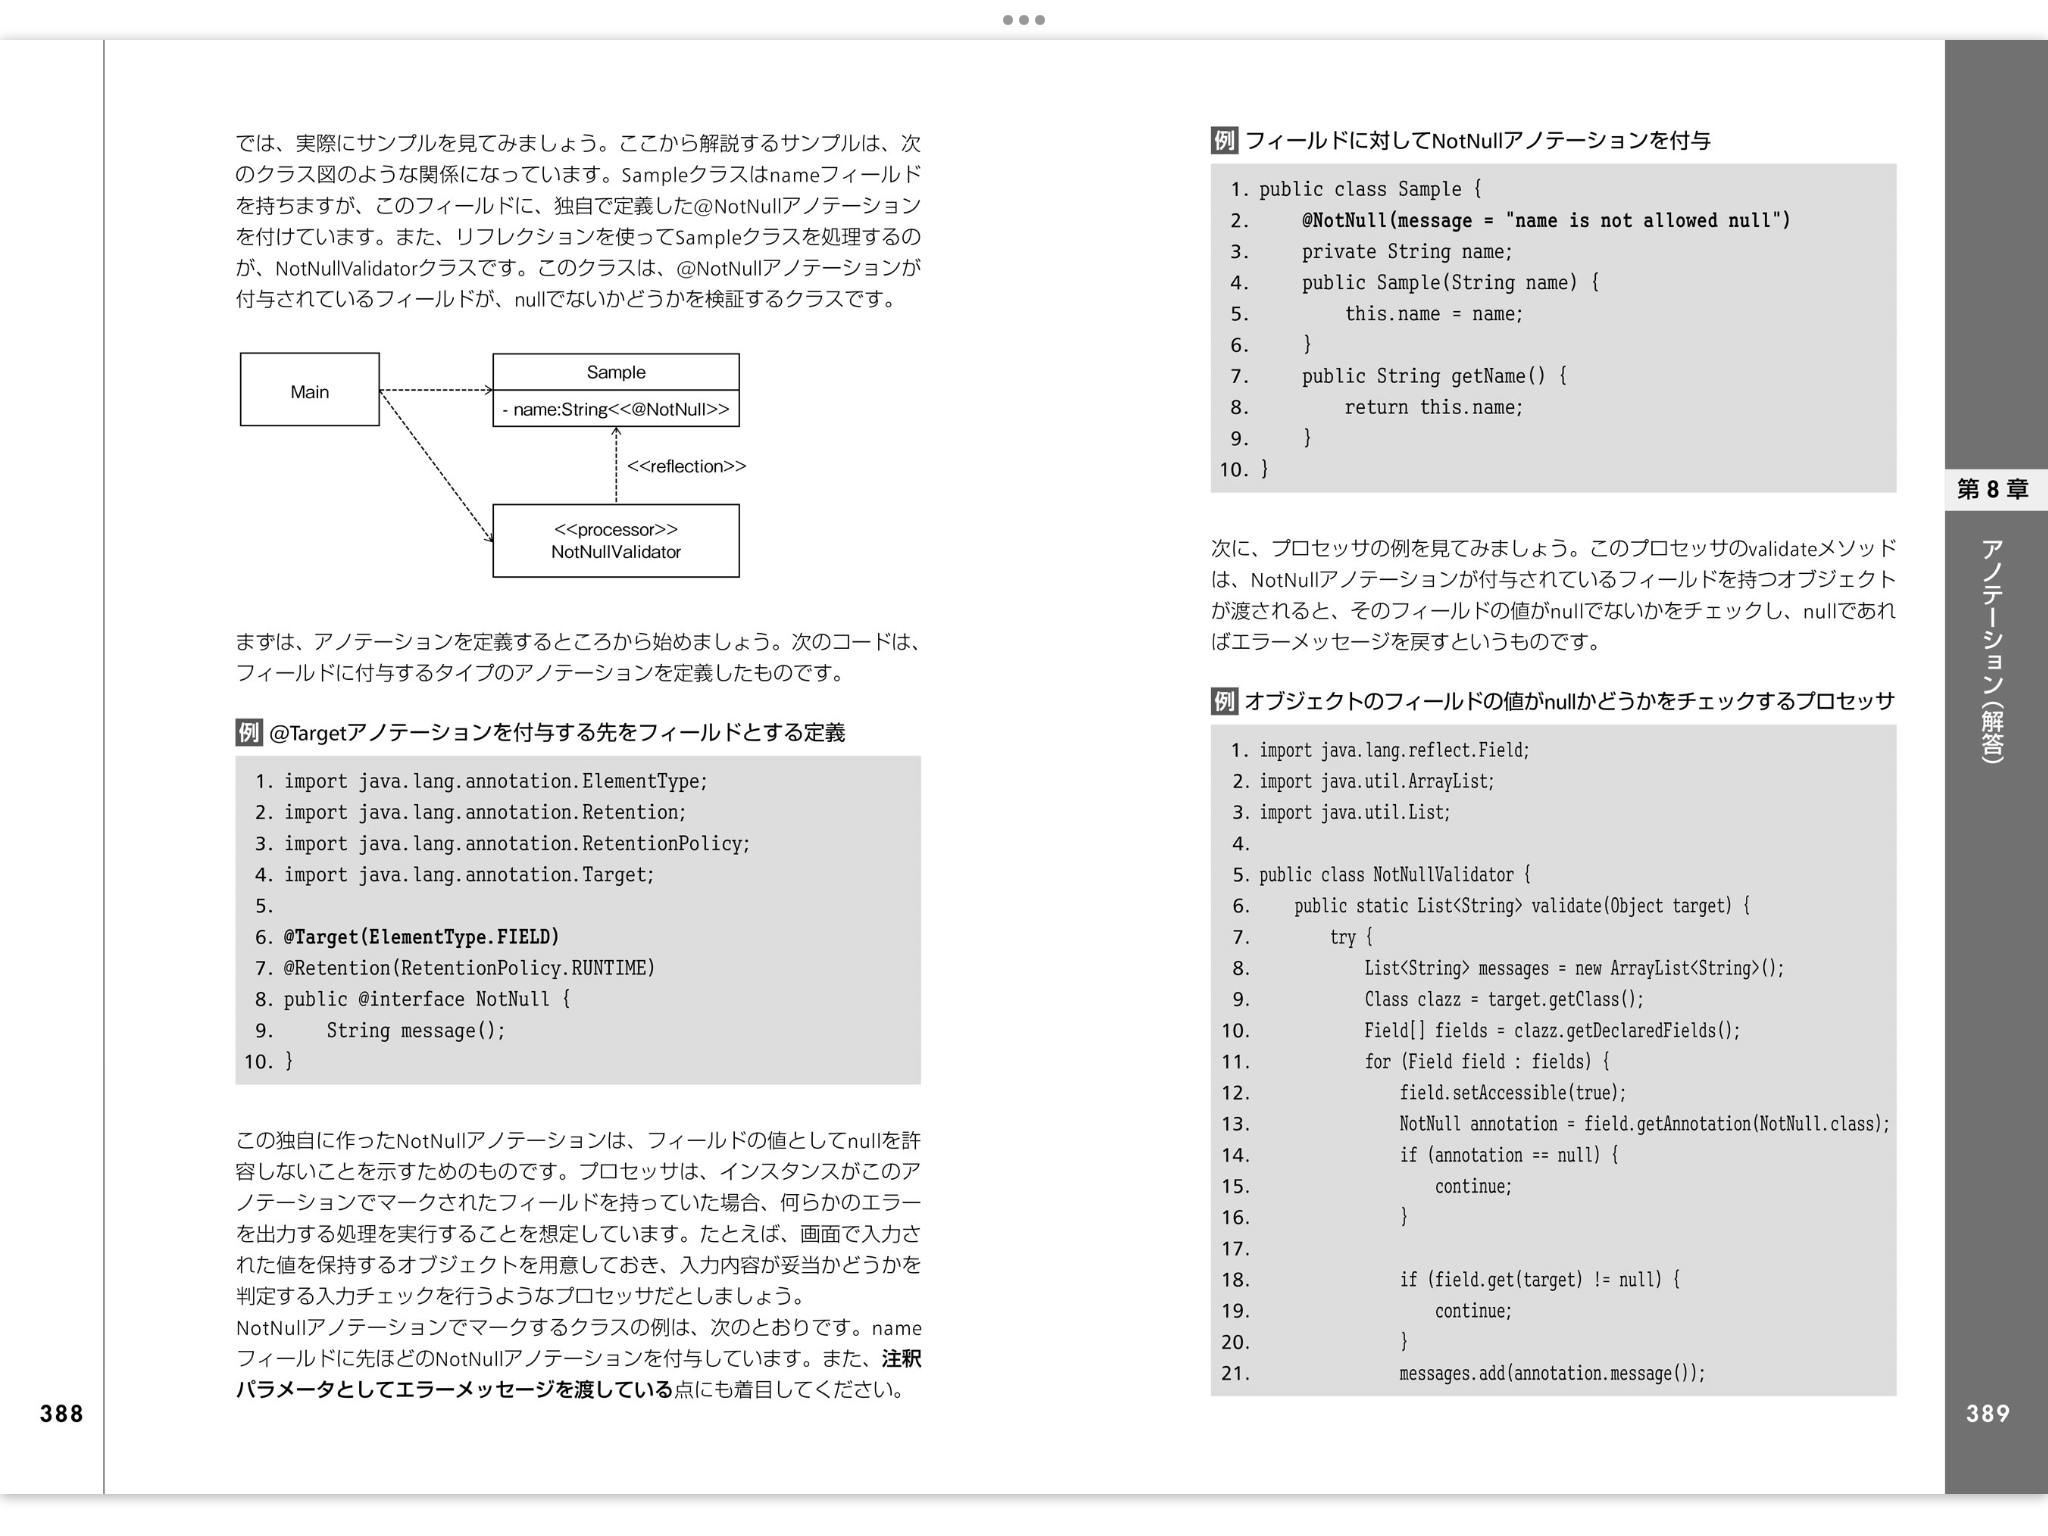 では、実際にサンプルを見てみましょう。ここから解説するサンプルは、次
のクラス図のような関係になっています。Sampleクラスはnameフィールド
を持ちますが、このフィールドに、独自で定義した@NotNullアノテーション
を付けています。また、リフレクションを使ってSampleクラスを処理するの
が、NotNullValidatorクラスです。このクラスは、@NotNullアノテーションが
付与されているフィールドが、nullでないかどうかを検証するクラスです。
Main
Sample
- name:String<<@NotNull>>
<<reflection>>
<<processor>>
NotNullValidator
まずは、アノテーションを定義するところから始めましょう。次のコードは、
フィールドに付与するタイプのアノテーションを定義したものです。
例 @Targetアノテーションを付与する先をフィールドとする定義
1. import java.lang.annotation.ElementType;
2. import java.lang.annotation.Retention;
3. import java.lang.annotation.RetentionPolicy;
4. import java.lang.annotation.Target;
5.
6. @Target(ElementType.FIELD)
7. @Retention(RetentionPolicy.RUNTIME)
8. public @interface NotNull {
9.     String message();
10. }
この独自に作ったNotNullアノテーションは、フィールドの値としてnullを許
容しないことを示すためのものです。プロセッサは、インスタンスがこのア
ノテーションでマークされたフィールドを持っていた場合、何らかのエラー
を出力する処理を実行することを想定しています。たとえば、画面で入力さ
れた値を保持するオブジェクトを用意しておき、入力内容が妥当かどうかを
判定する入力チェックを行うようなプロセッサだとしましょう。
NotNullアノテーションでマークするクラスの例は、次のとおりです。name
フィールドに先ほどのNotNullアノテーションを付与しています。また、注釈
パラメータとしてエラーメッセージを渡している点にも着目してください。
388
例 フィールドに対してNotNullアノテーションを付与
1. public class Sample {
2.     @NotNull(message = "name is not allowed null")
3.     private String name;
4.     public Sample(String name) {
5.         this.name = name;
6.     }
7.     public String getName() {
8.         return this.name;
9.     }
10. }
次に、プロセッサの例を見てみましょう。このプロセッサのvalidateメソッド
は、NotNullアノテーションが付与されているフィールドを持つオブジェクト
が渡されると、そのフィールドの値がnullでないかをチェックし、nullであれ
ばエラーメッセージを戻すというものです。
例 オブジェクトのフィールドの値がnullかどうかをチェックするプロセッサ
1. import java.lang.reflect.Field;
2. import java.util.ArrayList;
3. import java.util.List;
4.
5. public class NotNullValidator {
6.     public static List<String> validate(Object target) {
7.         try {
8.             List<String> messages = new ArrayList<String>();
9.             Class clazz = target.getClass();
10.             Field[] fields = clazz.getDeclaredFields();
11.             for (Field field : fields) {
12.                 field.setAccessible(true);
13.                 NotNull annotation = field.getAnnotation(NotNull.class);
14.                 if (annotation == null) {
15.                     continue;
16.                 }
17.
18.                 if (field.get(target) != null) {
19.                     continue;
20.                 }
21.                 messages.add(annotation.message());
第8章
アノテーション(解答)
389